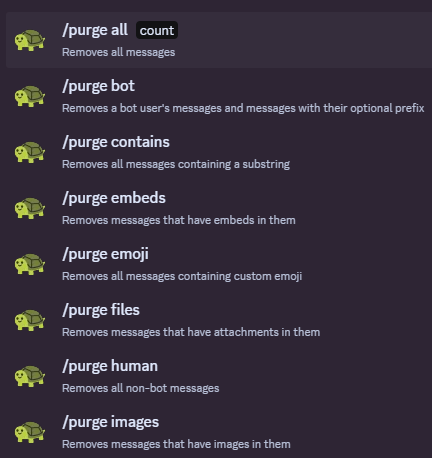 /purge all count
Removes all messages
/purge bot
Removes a bot user's messages and messages with their optional prefix
/purge contains
Removes all messages containing a substring
/purge embeds
Removes messages that have embeds in them
/purge emoji
Removes all messages containing custom emoji
/purge files
Removes messages that have attachments in them
/purge human
Removes all non-bot messages
/purge images
Removes messages that have images in them